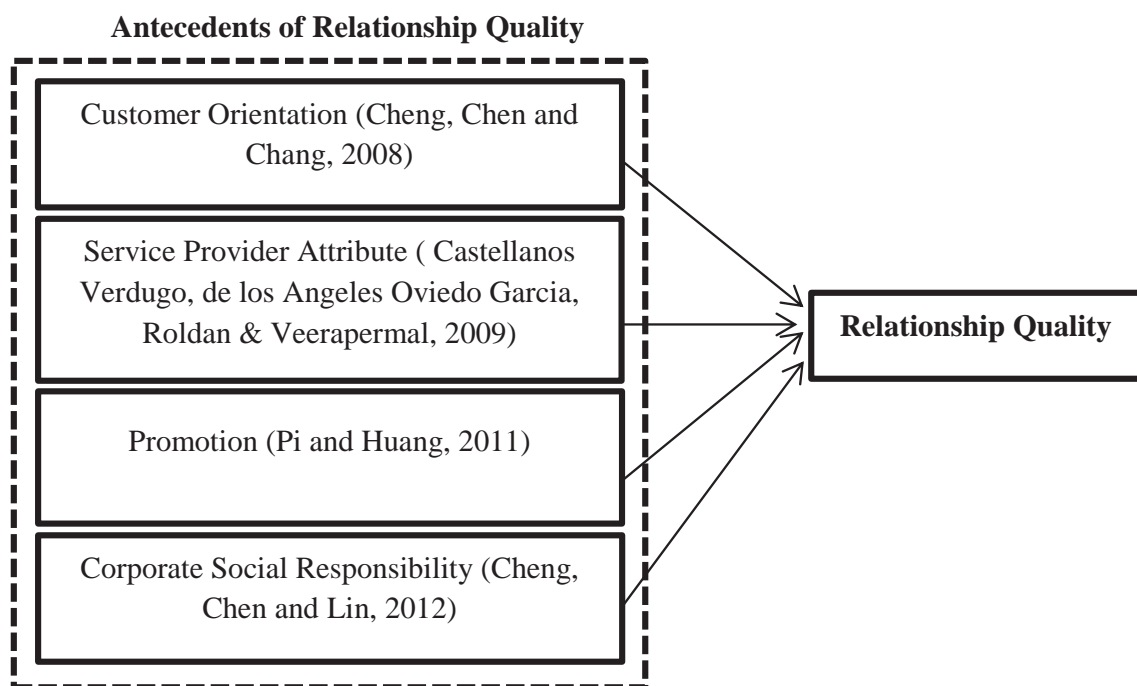 Antecedents of Relationship Quality
Customer Orientation (Cheng, Chen and
Chang, 2008)
Service Provider Attribute ( Castellanos
Verdugo, de los Angeles Oviedo Garcia,
Roldan & Veerapermal, 2009)
Promotion (Pi and Huang, 2011)
Corporate Social Responsibility (Cheng,
Chen and Lin, 2012)
Relationship Quality